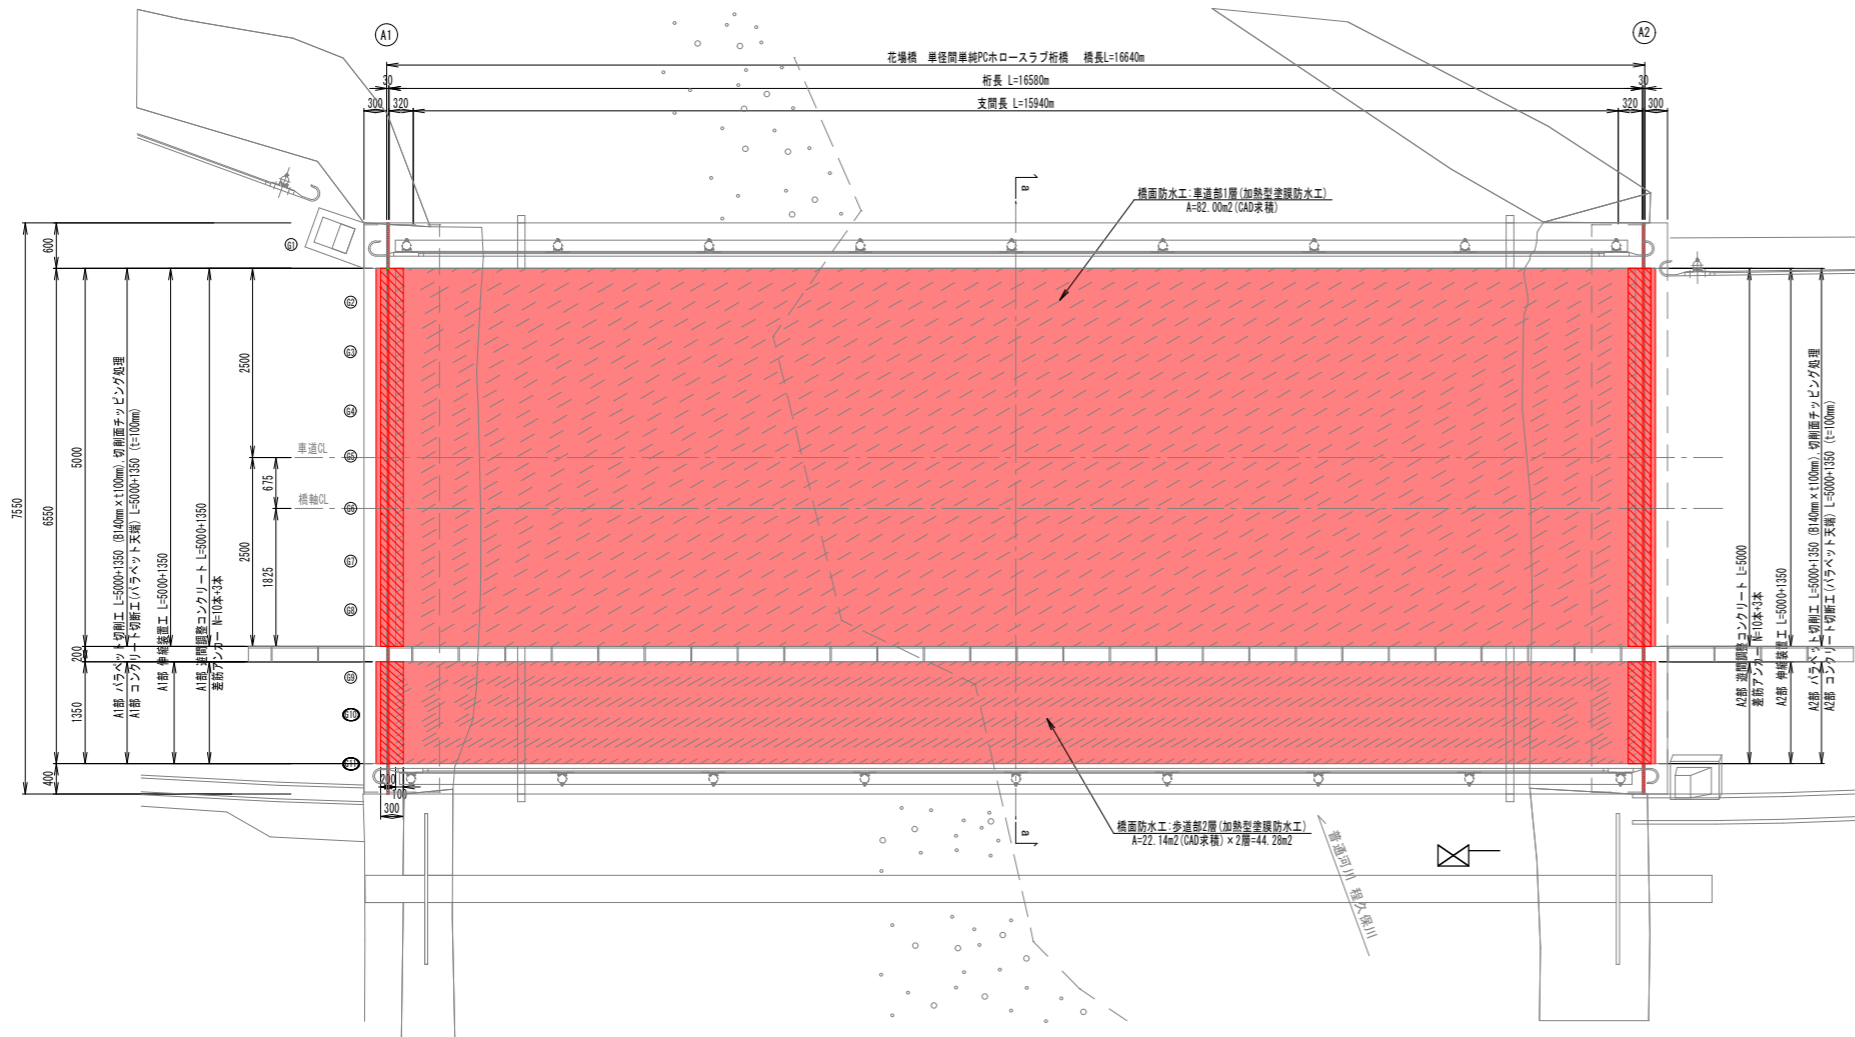 A1
A2
花場橋 単径間単純PCホロースラブ桁橋 橋長L=16640m
30
桁長 L=16580m
30
300
320
支間長 L=15940m
320
300
a
橋面防水工:車道部1層(加熱型塗膜防水工)
A=82.00m2(CAD求積)
G1
G2
G3
G4
G5
G6
G7
G8
G9
G10
G11
車道CL
橋軸CL
7550
600
6550
400
5000
200
1350
2500
2500
675
1825
A1部 パラペット切削工 L=5000+1350 (B140mm×t100mm),切削面チッピング処理
A1部 コンクリート切断工(パラペット天端) L=5000+1350 (t=100mm)
A1部 伸縮装置工 L=5000+1350
A1部 遊間調整コンクリート L=5000+1350
差筋アンカー N=10本+3本
A2部 遊間調整コンクリート L=5000
差筋アンカー N=10本+3本
A2部 伸縮装置工 L=5000+1350
A2部 パラペット切削工 L=5000+1350 (B140mm×t100mm),切削面チッピング処理
A2部 コンクリート切断工(パラペット天端) L=5000+1350 (t=100mm)
200
100
300
a
橋面防水工:歩道部2層(加熱型塗膜防水工)
A=22.14m2(CAD求積)×2層=44.28m2
普通河川 程久保川